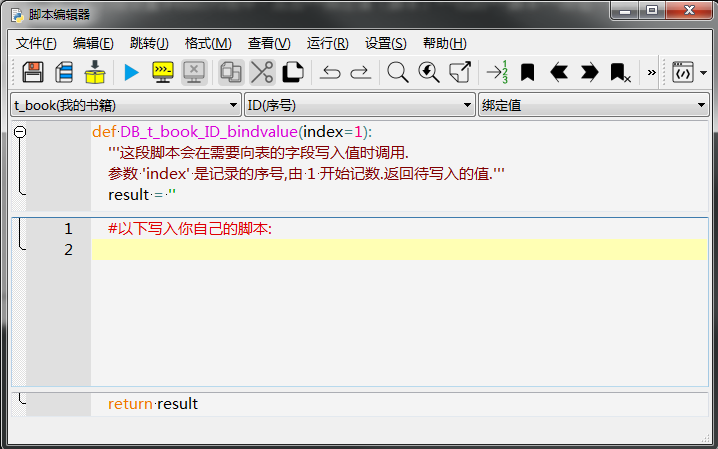 脚本编辑器
文件(F) 编辑(E) 跳转(J) 格式(M) 查看(V) 运行(R) 设置(S) 帮助(H)
t_book(我的书籍) ID(序号) 绑定值
def DB_t_book_ID_bindvalue(index=1):
'''这段脚本会在需要向表的字段写入值时调用.
参数 'index' 是记录的序号,由 1 开始记数.返回待写入的值.'''
result = ''
1 #以下写入你自己的脚本:
2
return result